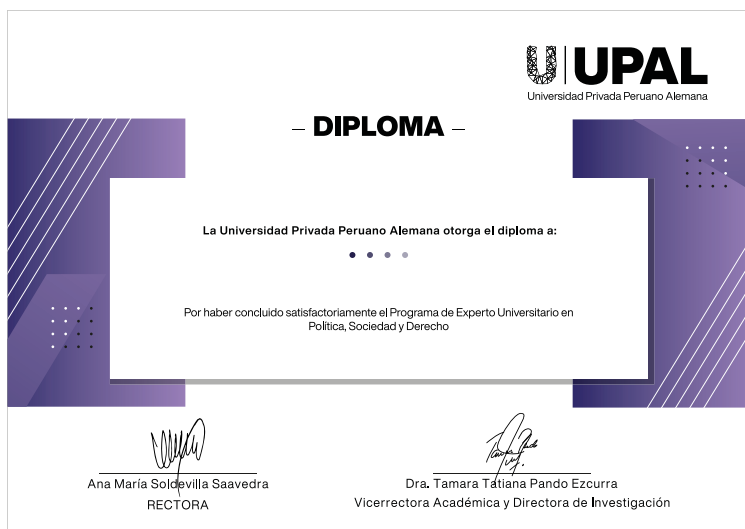 UPAL
Universidad Privada Peruano Alemana
– DIPLOMA –
La Universidad Privada Peruano Alemana otorga el diploma a:
Por haber concluido satisfactoriamente el Programa de Experto Universitario en
Política, Sociedad y Derecho
Ana María Soldevilla Saavedra
RECTORA
Dra. Tamara Tatiana Pando Ezcurra
Vicerrectora Académica y Directora de Investigación